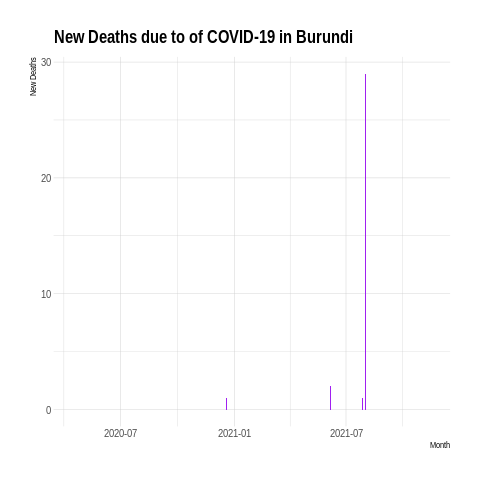 New Deaths due to of COVID-19 in Burundi
New Deaths
30
20
10
0
2020-07
2021-01
2021-07
Month